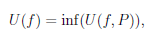 U(f) = inf(U(f, P)),